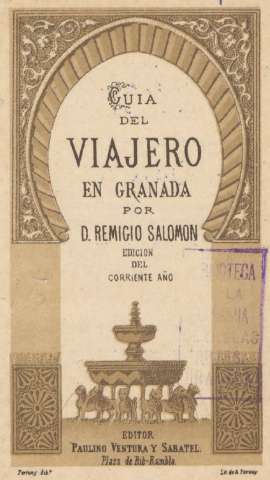 GUIA
DEL
VIAJERO
EN GRANADA
POR
D. REMIGIO SALOMON
EDICION
DEL
CORRIENTE AÑO
LA
EDITOR
PAULINO VENTURA Y SABATEL.
Plaza de Bib-Rambla.